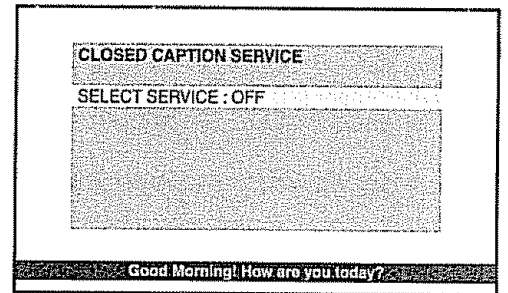 CLOSED CAPTION SERVICE
SELECT SERVICE : OFF
Good Morning! How are you today?